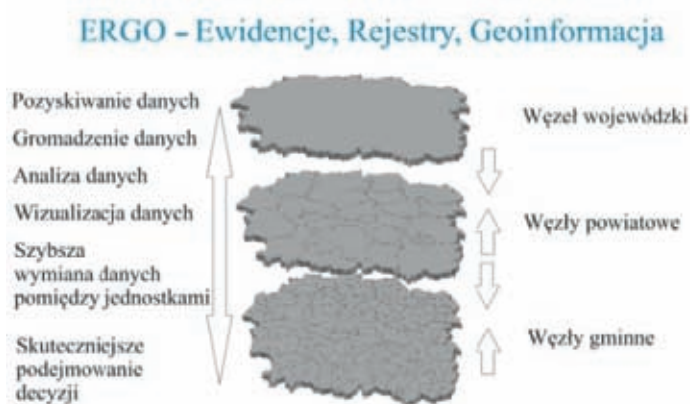 ERGO – Ewidencje, Rejestry, Geoinformacja
Pozyskiwanie danych
Gromadzenie danych
Analiza danych
Wizualizacja danych
Szybsza
wymiana danych
pomiędzy jednostkami
Skuteczniejsze
podejmowanie
decyzji
Węzeł wojewódzki
Węzły powiatowe
Węzły gminne